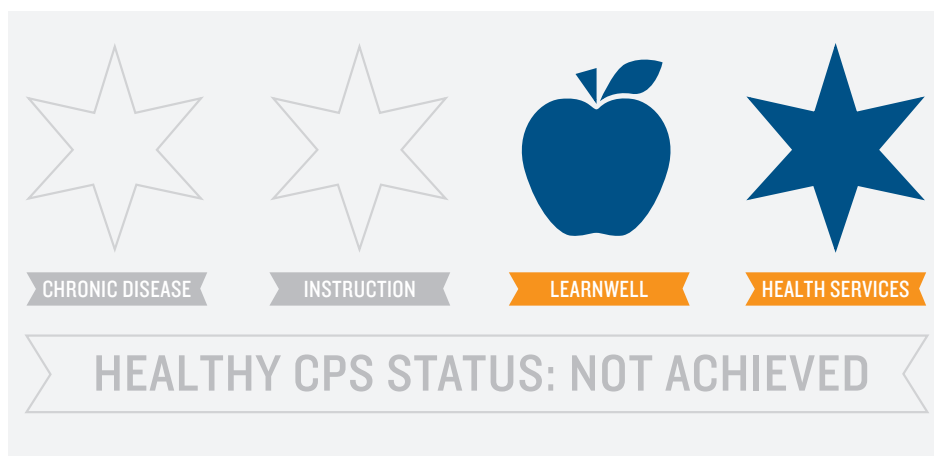 CHRONIC DISEASE
INSTRUCTION
LEARNWELL
HEALTH SERVICES
HEALTHY CPS STATUS: NOT ACHIEVED